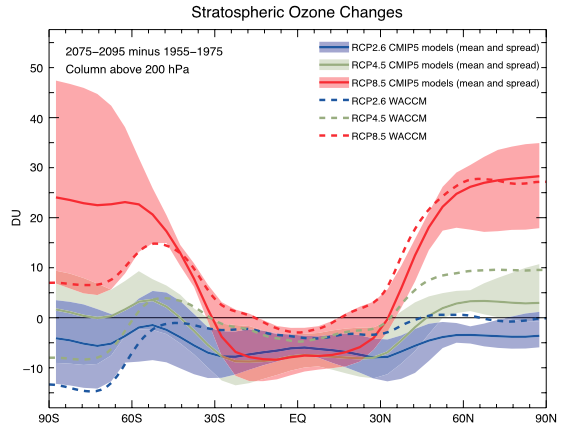 Stratospheric Ozone Changes
2075−2095 minus 1955−1975
Column above 200 hPa
RCP2.6 CMIP5 models (mean and spread)
RCP4.5 CMIP5 models (mean and spread)
RCP8.5 CMIP5 models (mean and spread)
RCP2.6 WACCM
RCP4.5 WACCM
RCP8.5 WACCM
DU
50
40
30
20
10
0
−10
90S 60S 30S EQ 30N 60N 90N